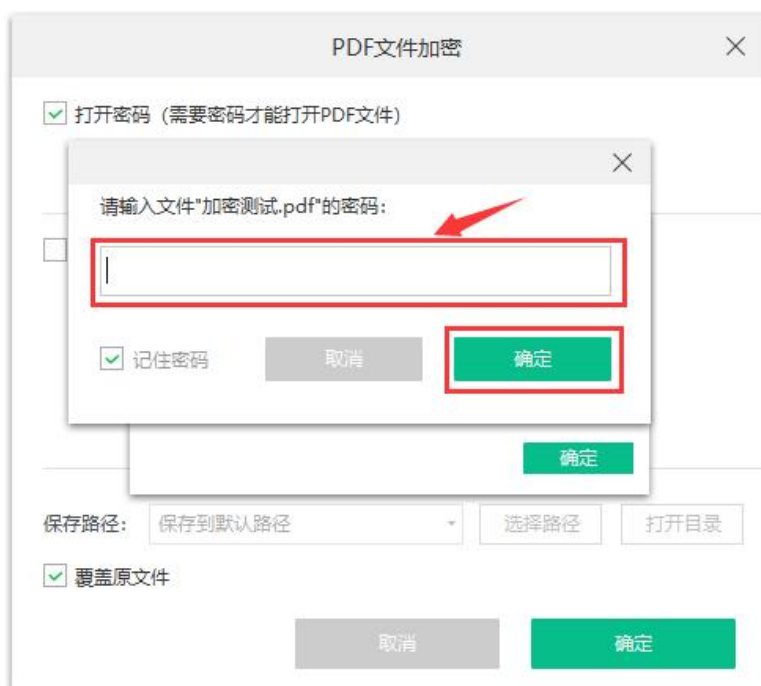 PDF文件加密
打开密码（需要密码才能打开PDF文件）
请输入文件"加密测试.pdf"的密码：
记住密码 取消 确定
确定
保存路径： 保存到默认路径 选择路径 打开目录
覆盖原文件
取消 确定